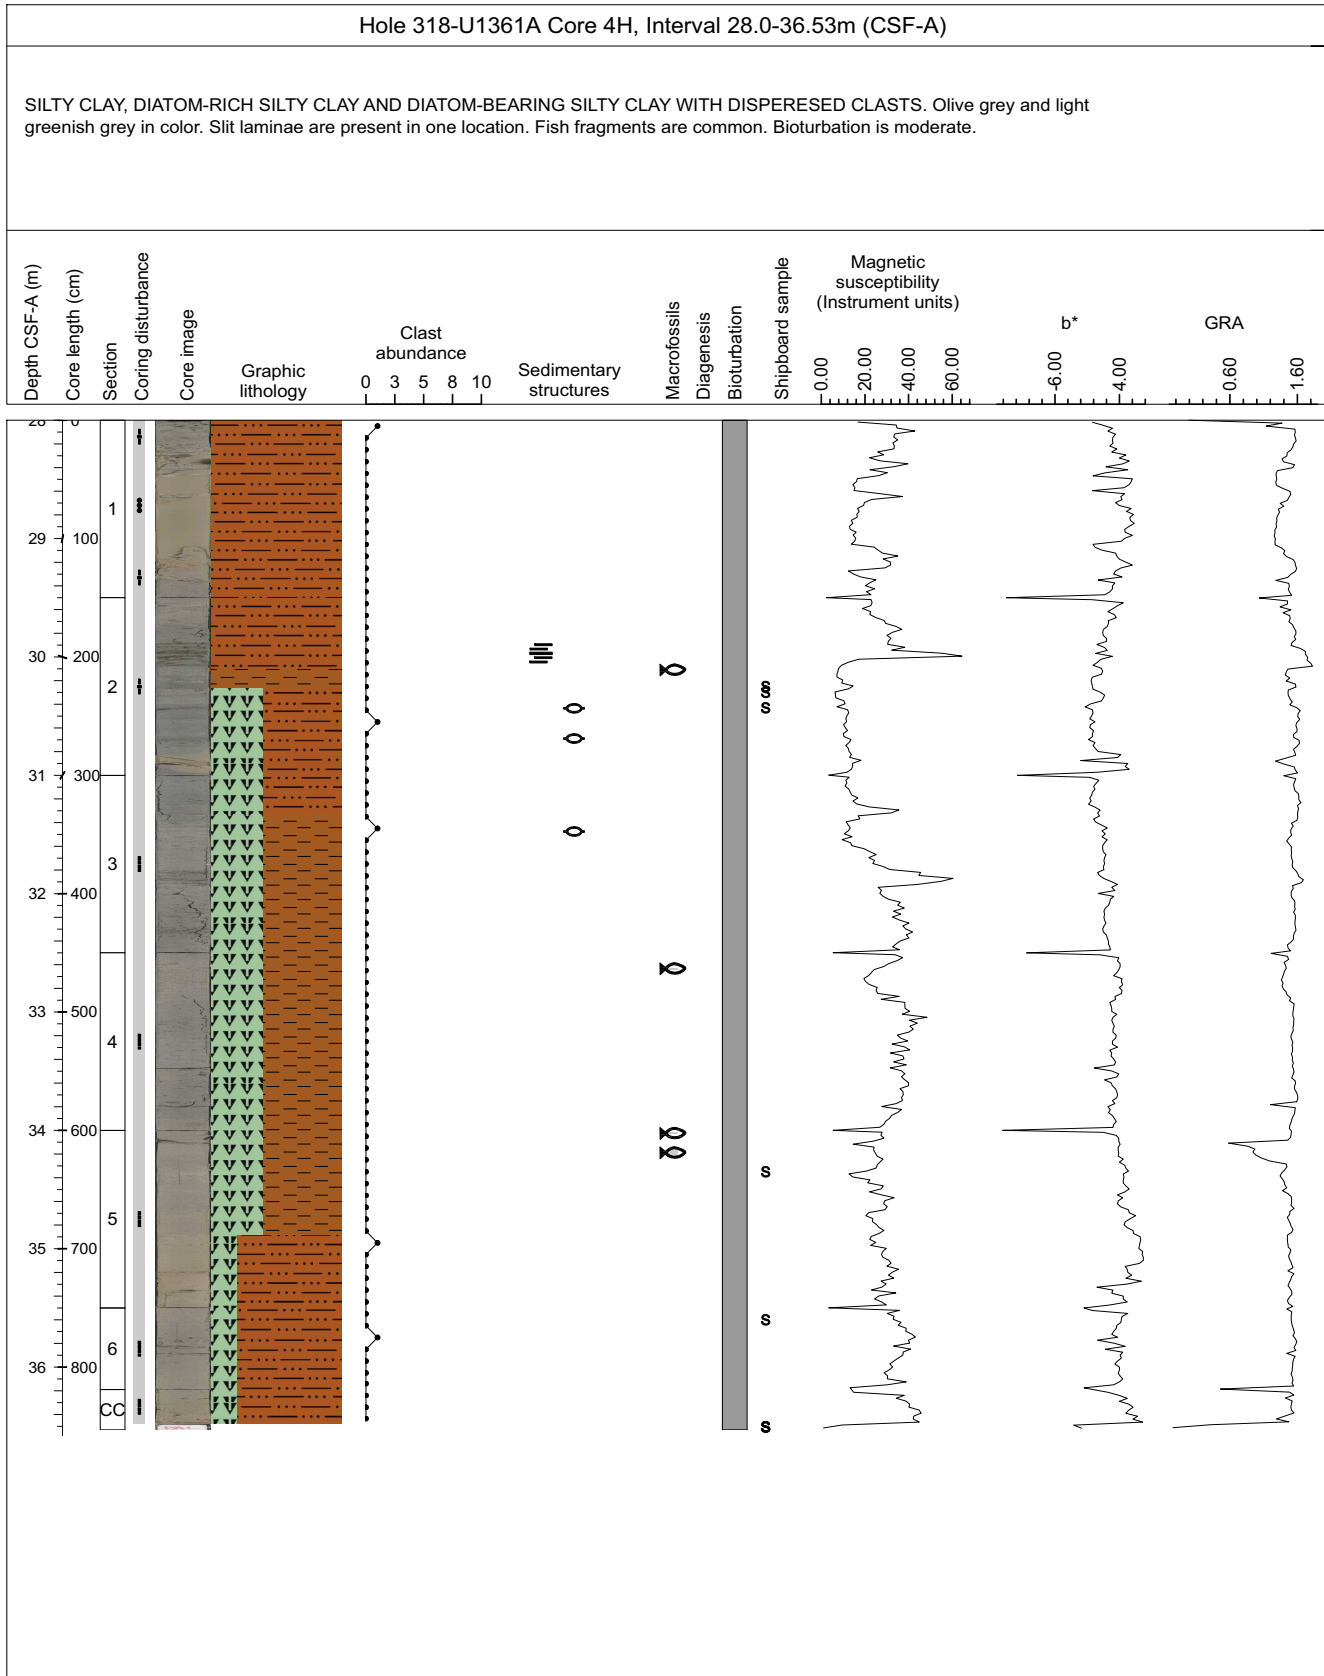 Hole 318-U1361A Core 4H, Interval 28.0-36.53m (CSF-A)
SILTY CLAY, DIATOM-RICH SILTY CLAY AND DIATOM-BEARING SILTY CLAY WITH DISPERESED CLASTS. Olive grey and light
greenish grey in color. Slit laminae are present in one location. Fish fragments are common. Bioturbation is moderate.
Depth CSF-A (m)
Core length (cm)
Section
Coring disturbance
Core image
Graphic
lithology
Clast
abundance
0 3 5 8 10
Sedimentary
structures
Macrofossils
Diagenesis
Bioturbation
Shipboard sample
Magnetic
susceptibility
(Instrument units)
0.00 20.00 40.00 60.00
b*
-6.00 4.00
GRA
0.60 1.60
28 0
1
29 100
30 200
2
S
S
S
31 300
3
32 400
33 500
4
34 600
S
5
35 700
S
6
36 800
CC
S